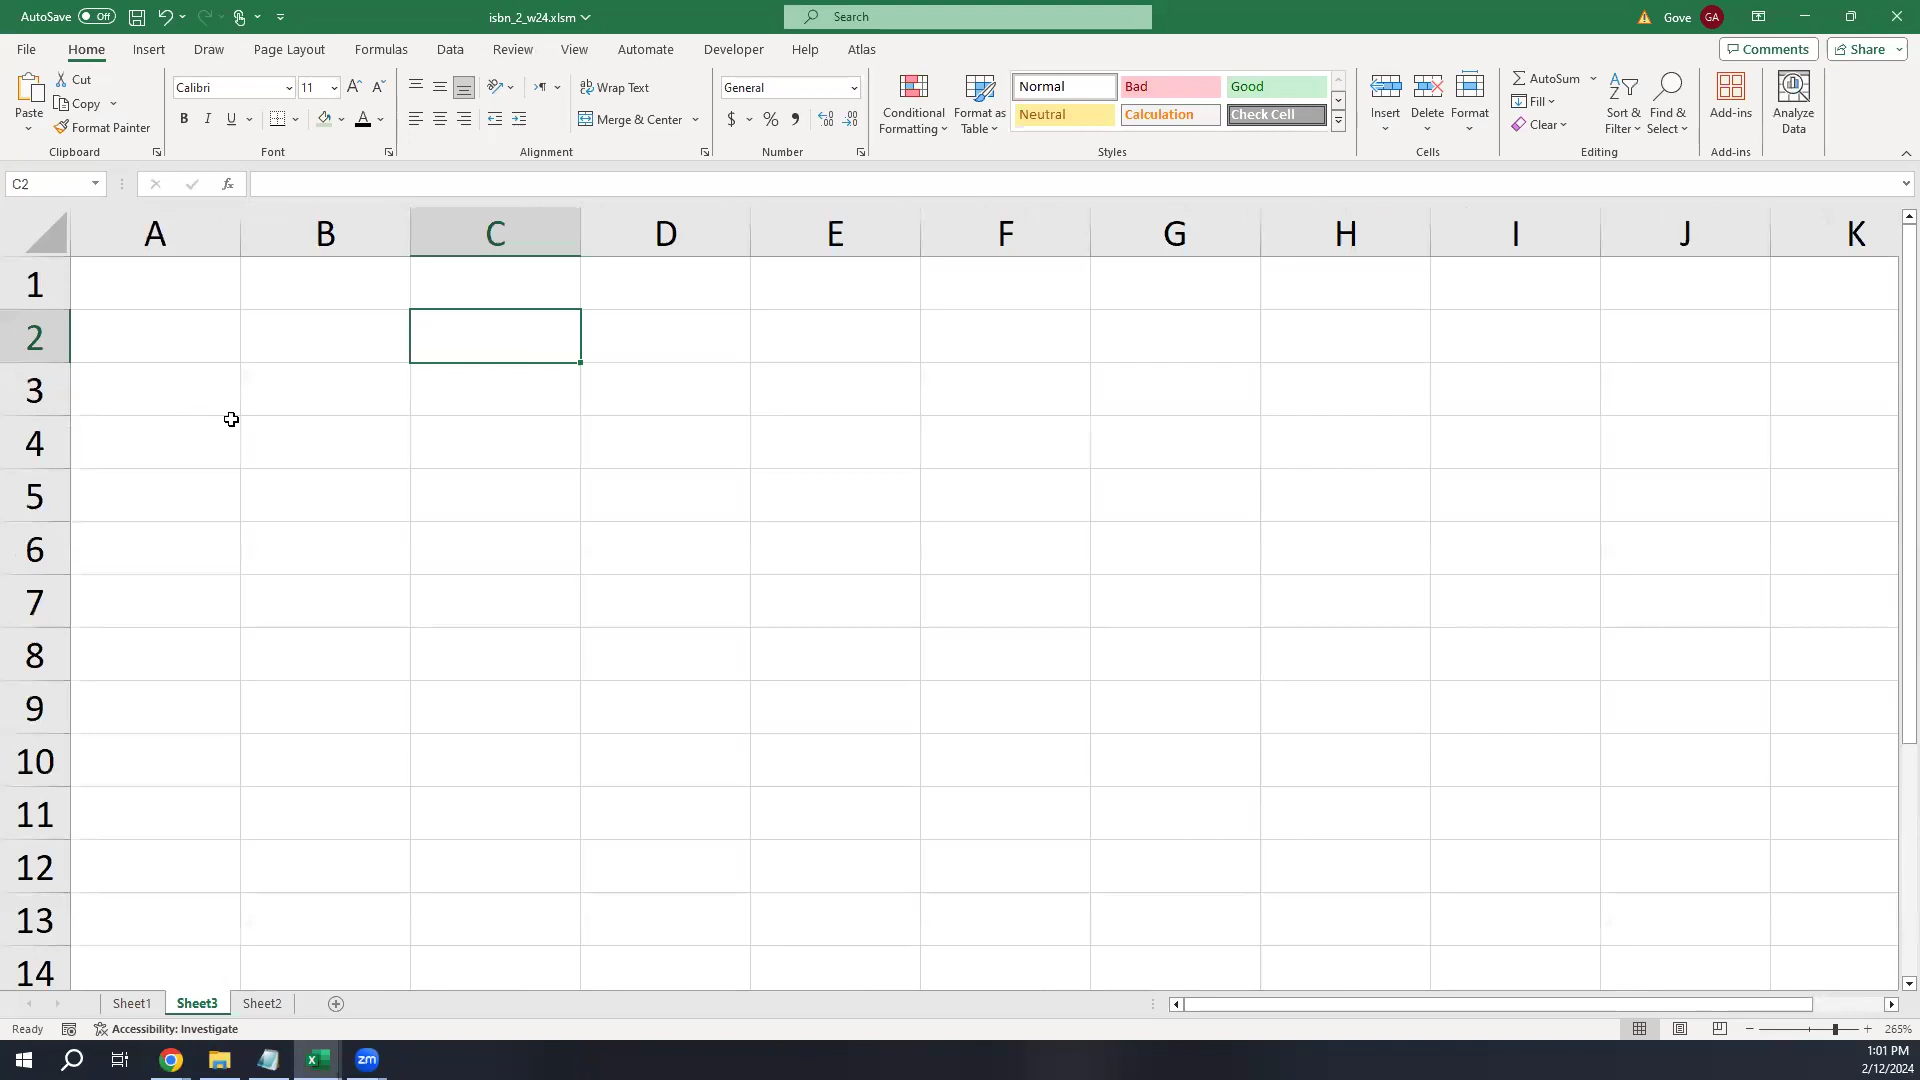 AutoSave Off isbn_2_w24.xlsm Search Gove GA
File Home Insert Draw Page Layout Formulas Data Review View Automate Developer Help Atlas Comments Share
Paste Cut Copy Format Painter Clipboard
Calibri 11 B I U Font
Wrap Text Merge & Center Alignment
General $ % Number
Conditional Formatting Format as Table Normal Bad Good Neutral Calculation Check Cell Styles
Insert Delete Format Cells
AutoSum Fill Clear Sort & Filter Find & Select Editing
Add-ins Add-ins
Analyze Data
C2 fx
A B C D E F G H I J K
1
2
3
4
5
6
7
8
9
10
11
12
13
14
Sheet1 Sheet3 Sheet2
Ready Accessibility: Investigate 265%
zm 1:01 PM
2/12/2024